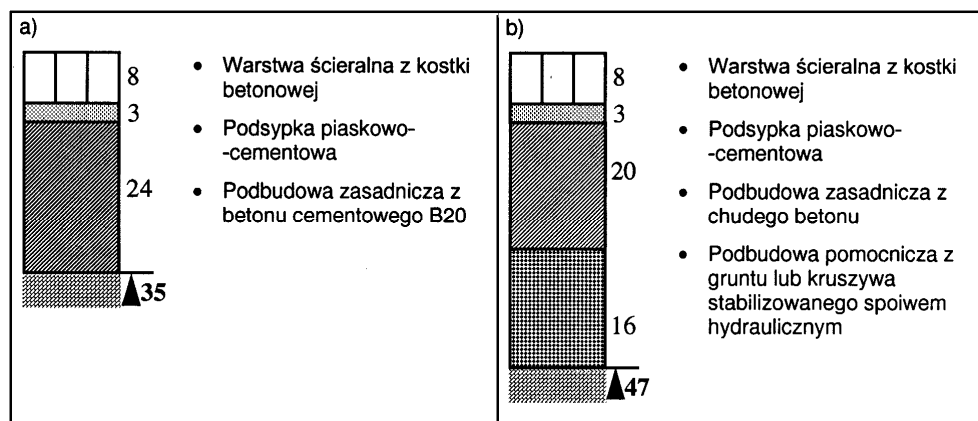 a)
8
3
24
35
• Warstwa ścieralna z kostki
betonowej
• Podsypka piaskowo-
-cementowa
• Podbudowa zasadnicza z
betonu cementowego B20
b)
8
3
20
16
47
• Warstwa ścieralna z kostki
betonowej
• Podsypka piaskowo-
-cementowa
• Podbudowa zasadnicza z
chudego betonu
• Podbudowa pomocnicza z
gruntu lub kruszywa
stabilizowanego spoiwem
hydraulicznym